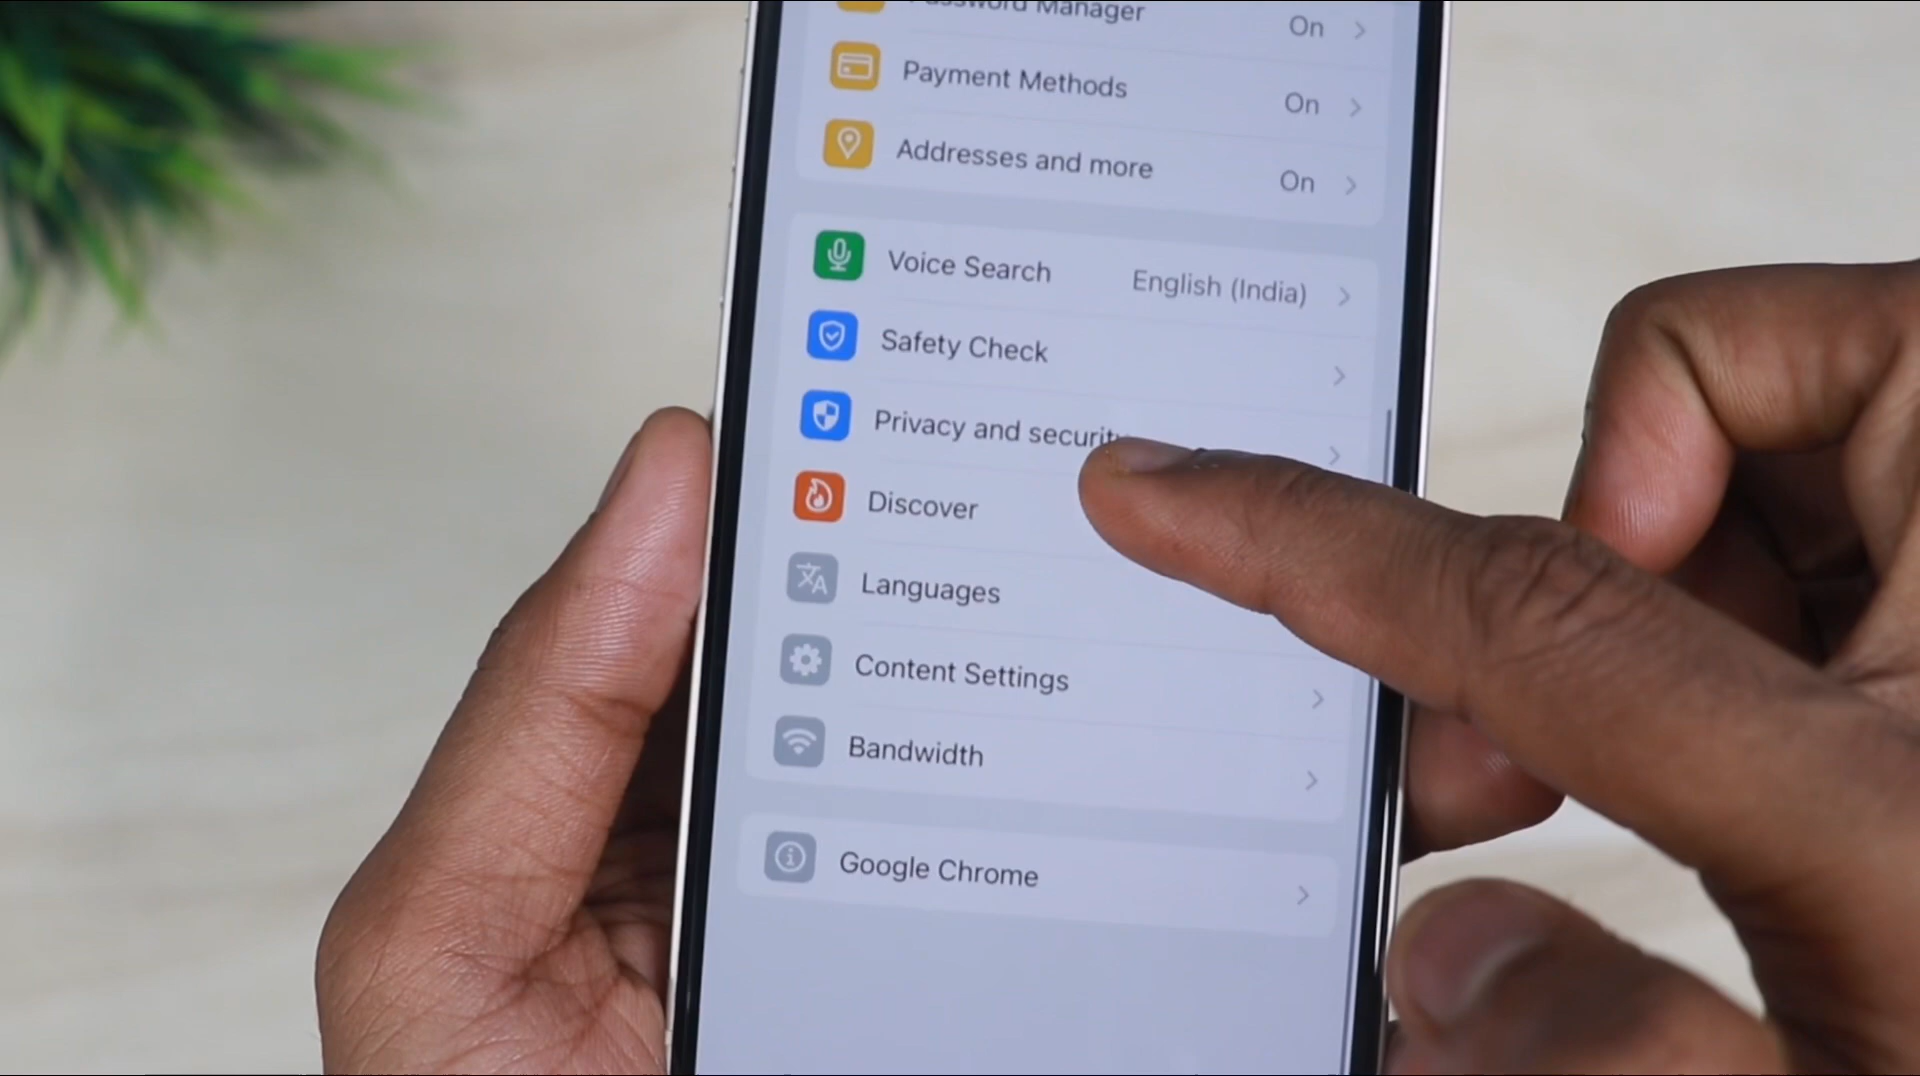 Password Manager On
Payment Methods On
Addresses and more On
Voice Search English (India)
Safety Check
Privacy and security
Discover
Languages
Content Settings
Bandwidth
Google Chrome